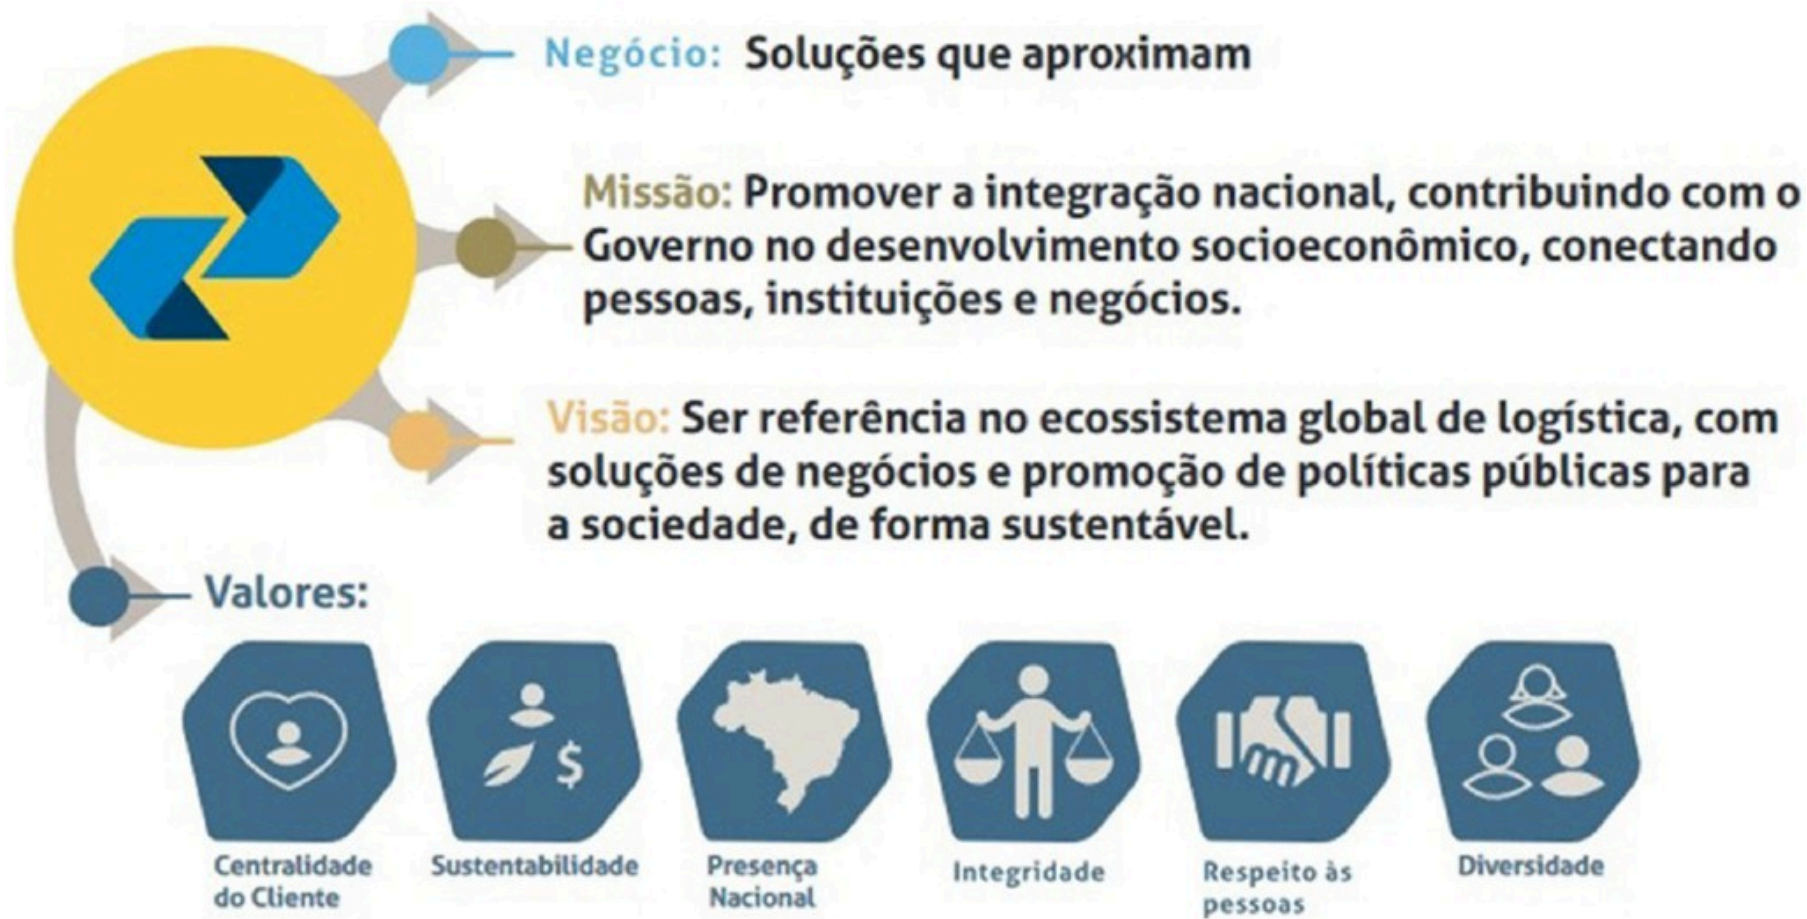 Negócio: Soluções que aproximam
Missão: Promover a integração nacional, contribuindo com o
Governo no desenvolvimento socioeconômico, conectando
pessoas, instituições e negócios.
Visão: Ser referência no ecossistema global de logística, com
soluções de negócios e promoção de políticas públicas para
a sociedade, de forma sustentável.
Valores:
$
Centralidade
do Cliente
Sustentabilidade
Presença
Nacional
Integridade
Respeito às
pessoas
Diversidade